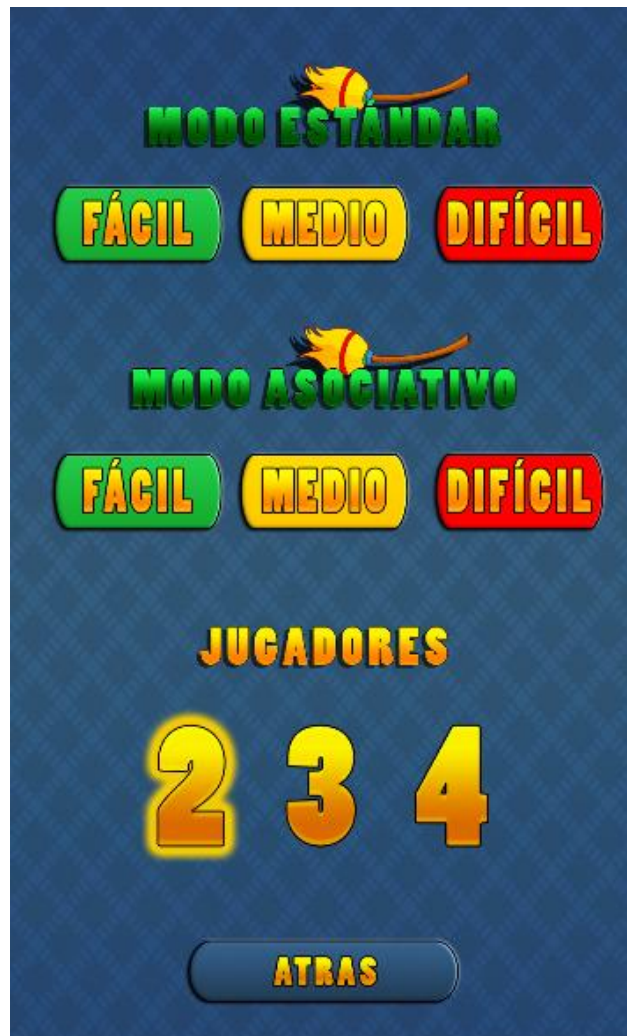 MODO ESTÁNDAR
FÁCIL MEDIO DIFÍCIL
MODO ASOCIATIVO
FÁCIL MEDIO DIFÍCIL
JUGADORES
2 3 4
ATRAS